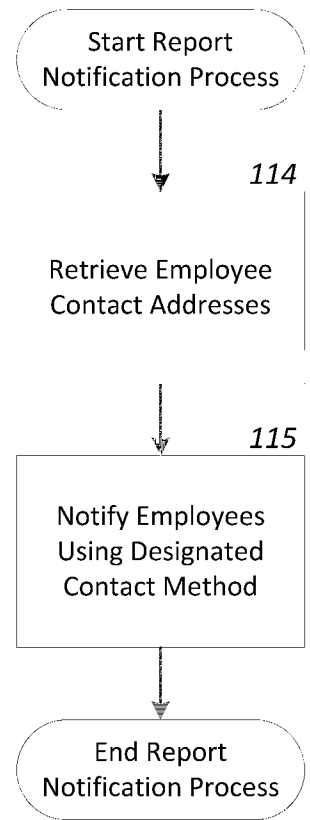 Start Report
Notification Process
114
Retrieve Employee
Contact Addresses
115
Notify Employees
Using Designated
Contact Method
End Report
Notification Process